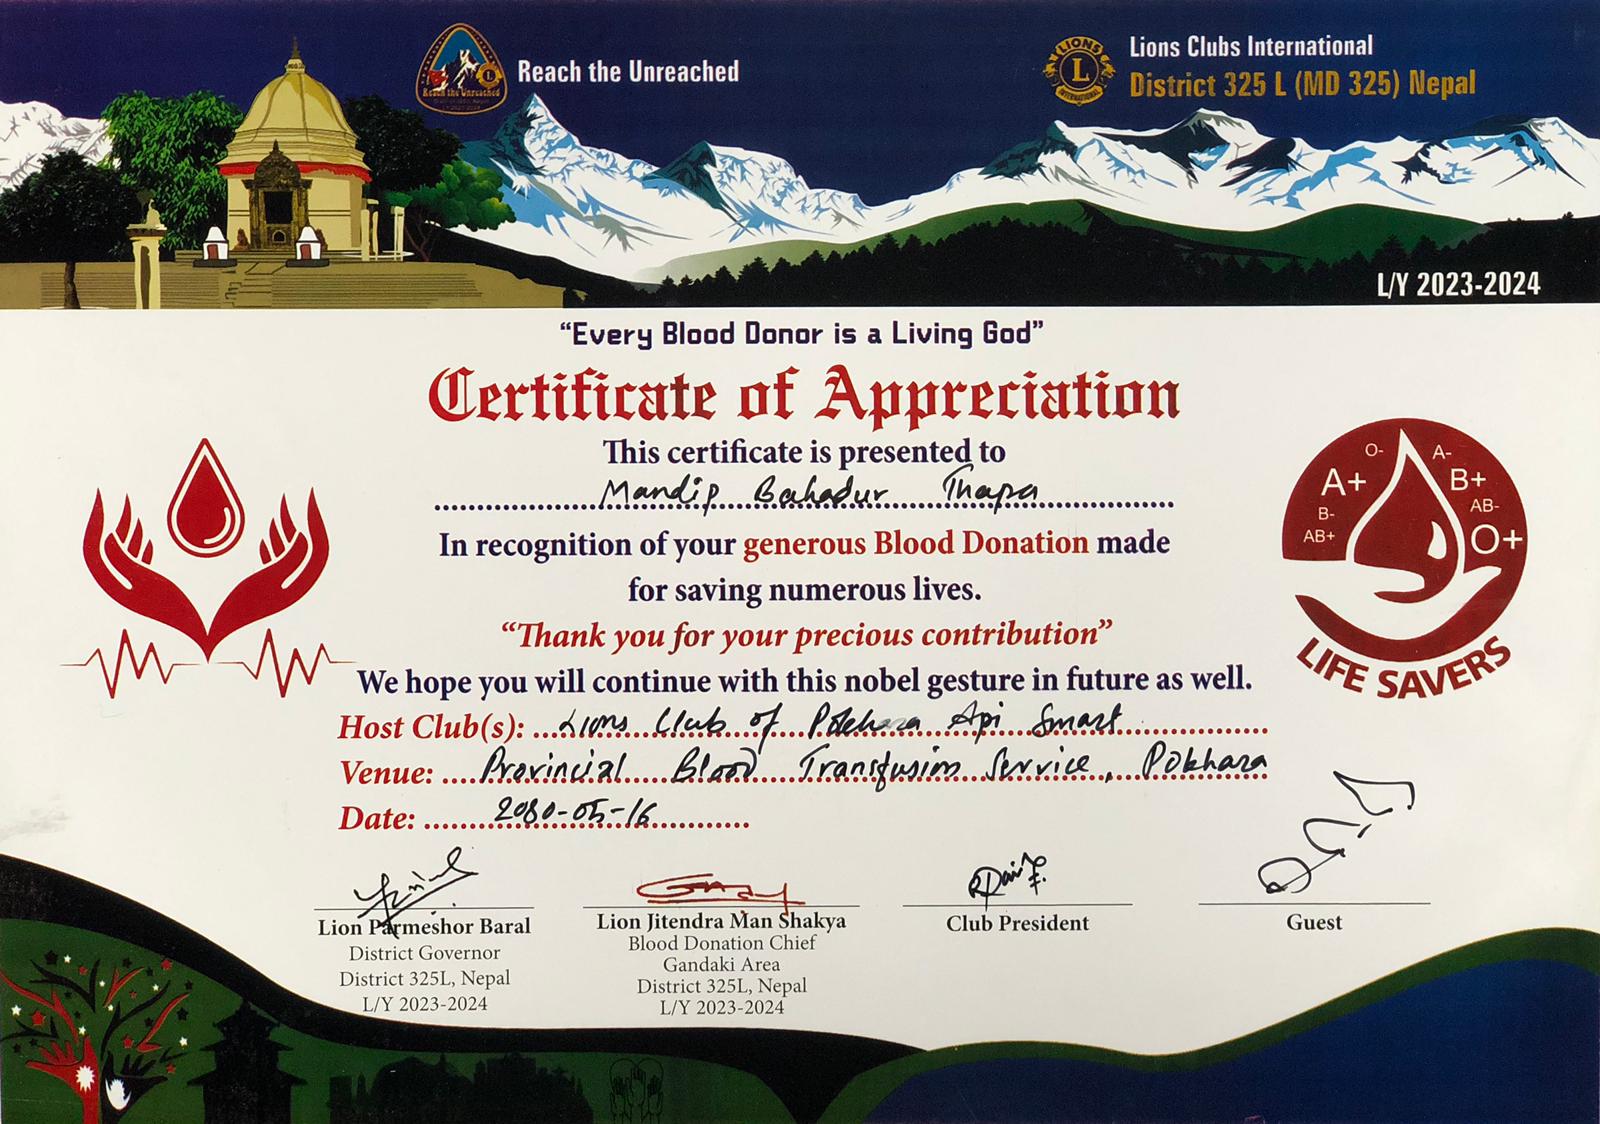 Reach the Unreached
Reach the Unreached
LIONS
L
INTERNATIONAL
Lions Clubs International
District 325 L (MD 325) Nepal
L/Y 2023-2024
“Every Blood Donor is a Living God”
Certificate of Appreciation
This certificate is presented to
Mandip Bahadur Thapa
In recognition of your generous Blood Donation made
for saving numerous lives.
“Thank you for your precious contribution”
We hope you will continue with this nobel gesture in future as well.
O- A-
A+ B+
B- AB-
AB+ O+
LIFE SAVERS
Host Club(s): Lions Club of Pokhara Api Smart
Venue: Provincial Blood Transfusion Service, Pokhara
Date: 2080-05-16
Lion Parmeshor Baral
District Governor
District 325L, Nepal
L/Y 2023-2024
Lion Jitendra Man Shakya
Blood Donation Chief
Gandaki Area
District 325L, Nepal
L/Y 2023-2024
Club President
Guest